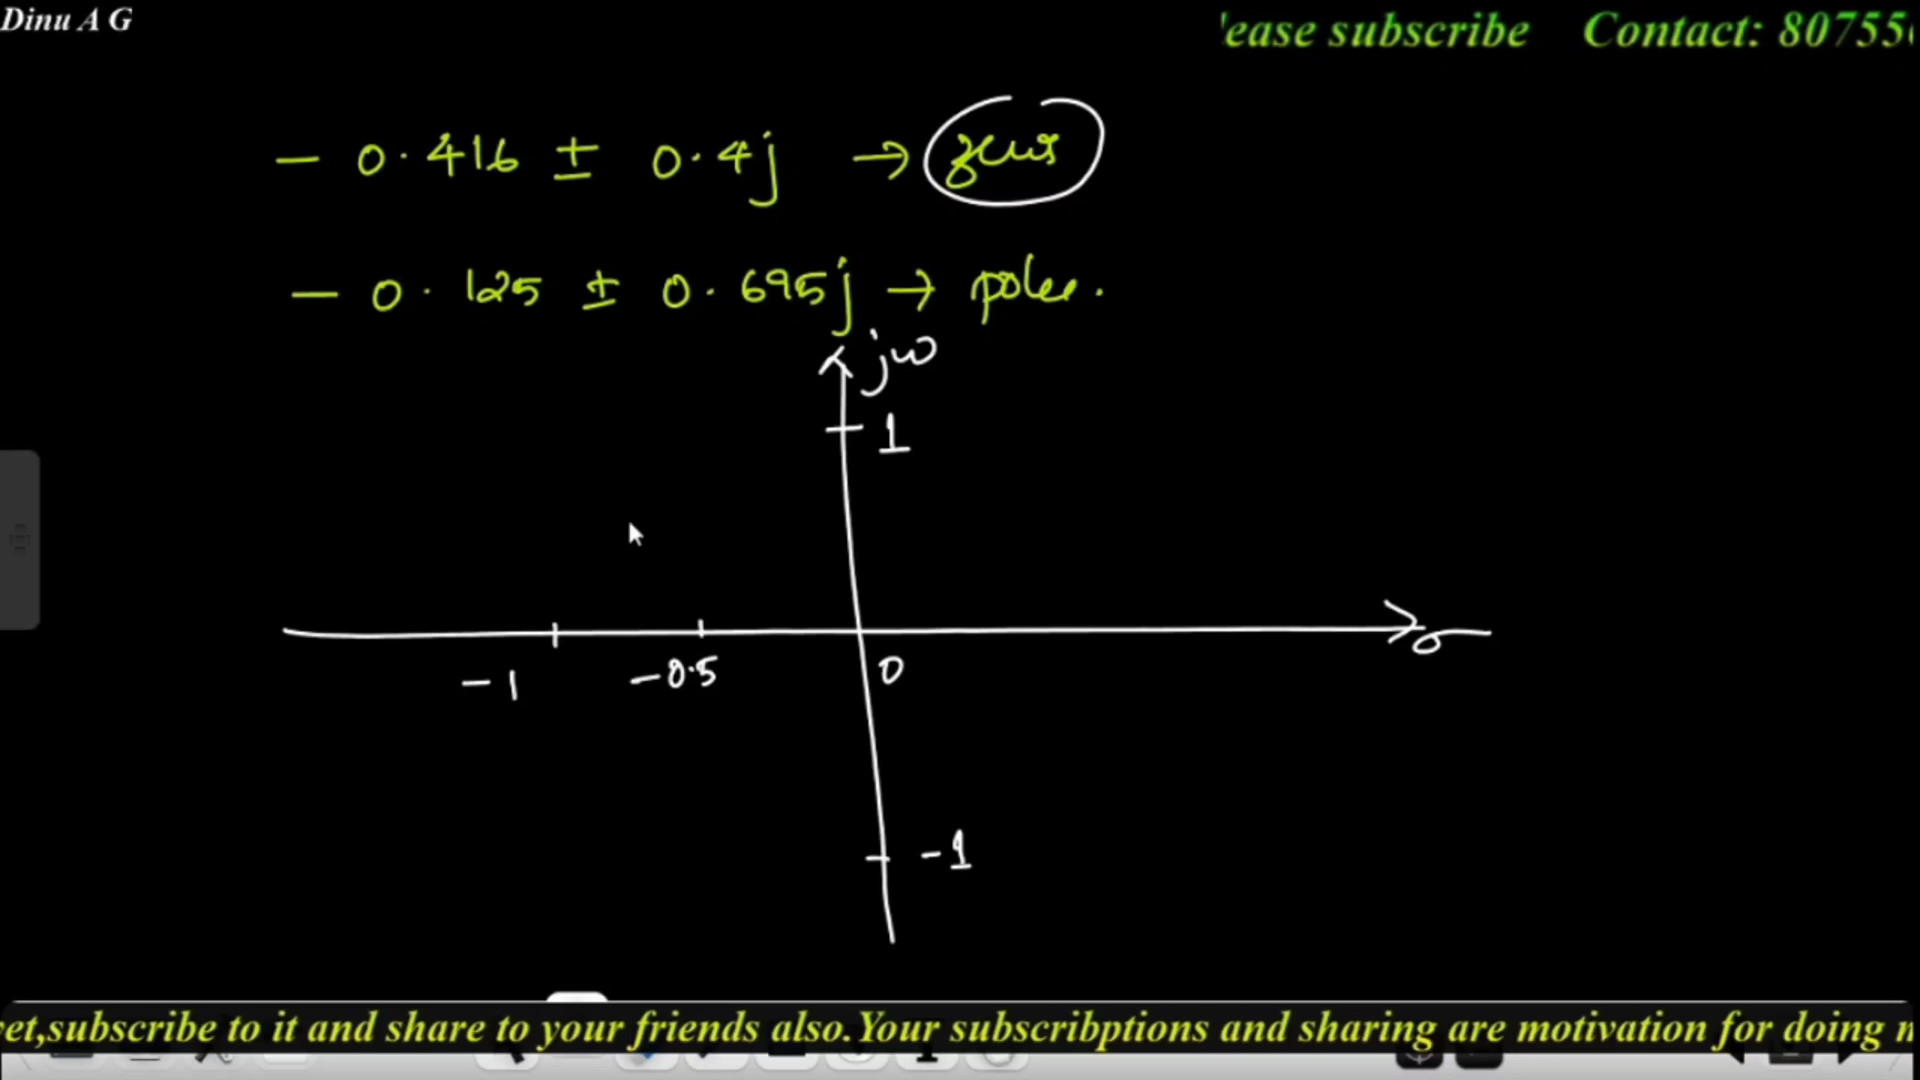 Dinu A G
'ease subscribe Contact: 80755
- 0.416 ± 0.4j → zeros
- 0.125 ± 0.695j → poles.
jω
1
-1 -0.5 0 σ
-1
yet,subscribe to it and share to your friends also.Your subscribptions and sharing are motivation for doing